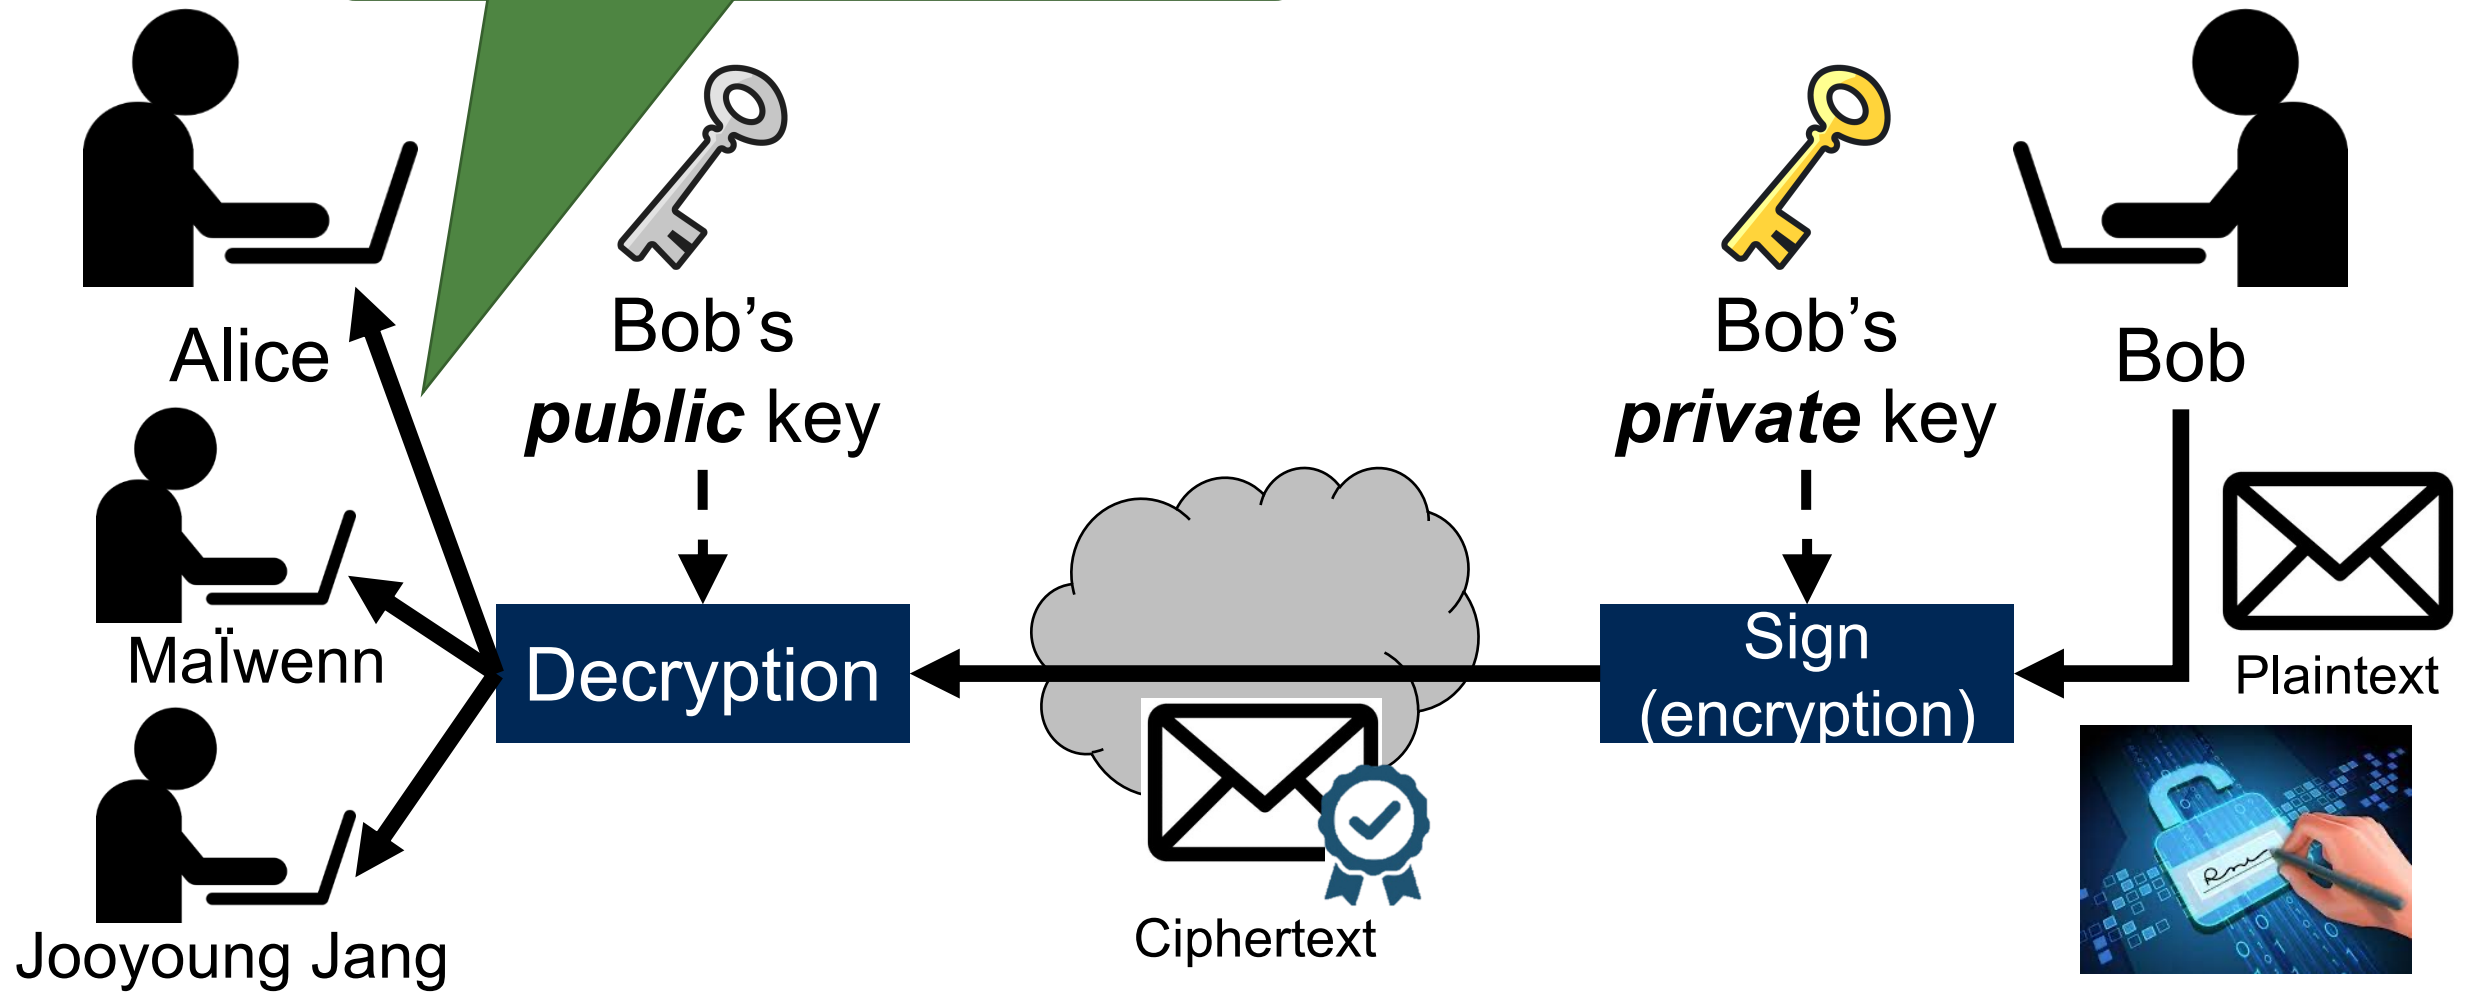 Bob's
public key
Bob's
private key
Alice
Bob
MaÏwenn
Decryption
Sign
(encryption)
Plaintext
Jooyoung Jang
Ciphertext